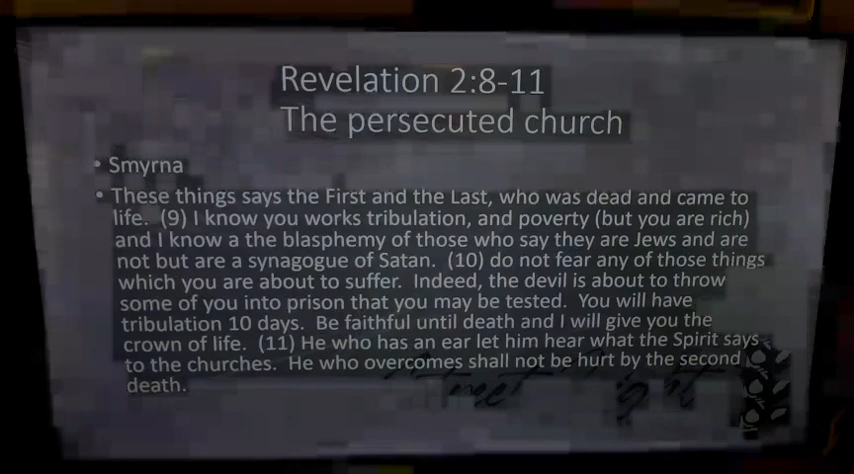 Revelation 2:8-11
The persecuted church
• Smyrna
• These things says the First and the Last, who was dead and came to
life. (9) I know you works tribulation, and poverty (but you are rich)
and I know a the blasphemy of those who say they are Jews and are
not but are a synagogue of Satan. (10) do not fear any of those things
which you are about to suffer. Indeed, the devil is about to throw
some of you into prison that you may be tested. You will have
tribulation 10 days. Be faithful until death and I will give you the
crown of life. (11) He who has an ear let him hear what the Spirit says
to the churches. He who overcomes shall not be hurt by the second
death.